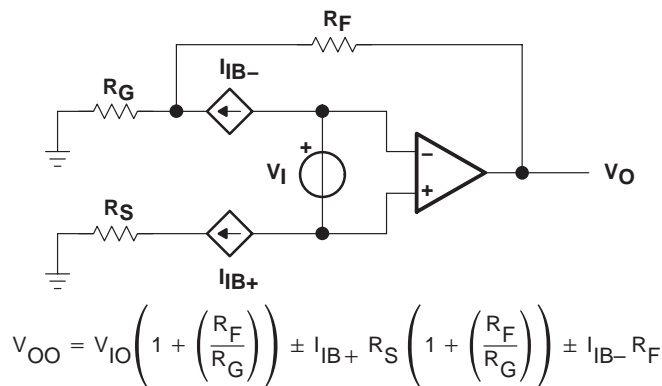 RF
IIB–
RG
+
VI
–
+
VO
RS
IIB+
VOO = VIO(1 + (RF/RG)) ± IIB+ RS(1 + (RF/RG)) ± IIB– RF